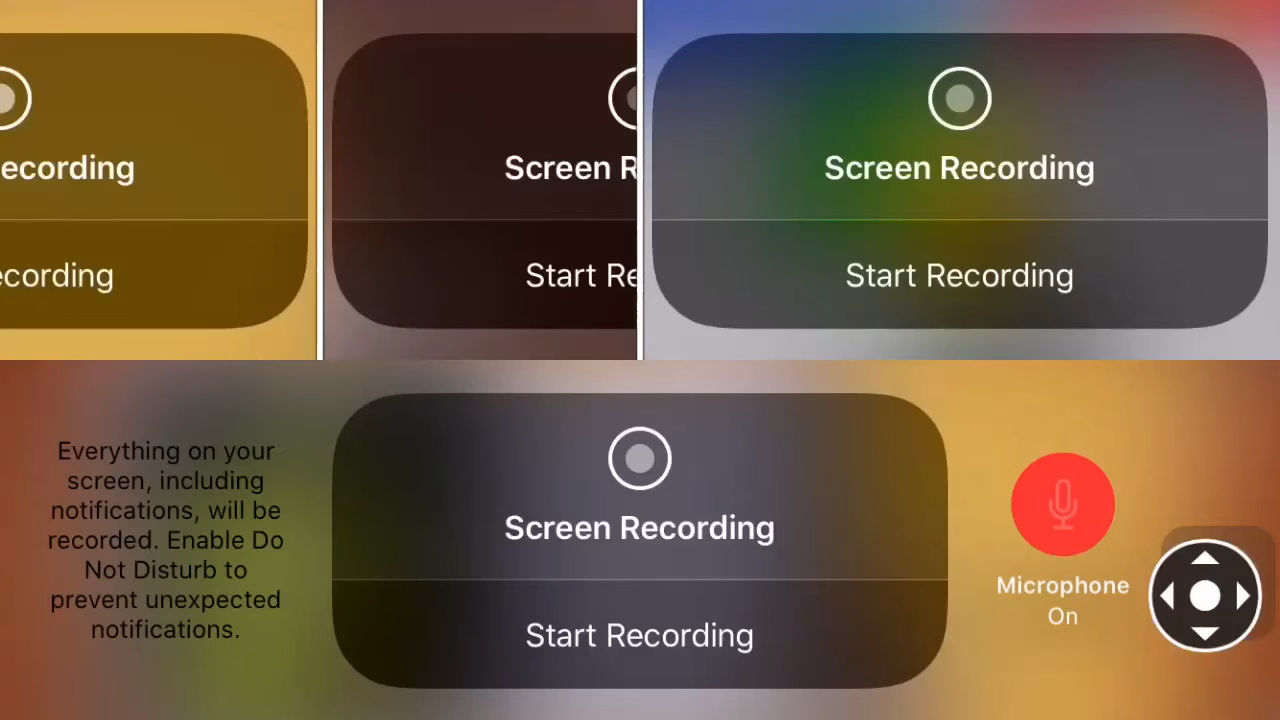 ecording
ecording
Screen R
Start Re
Screen Recording
Start Recording
Everything on your
screen, including
notifications, will be
recorded. Enable Do
Not Disturb to
prevent unexpected
notifications.
Screen Recording
Start Recording
Microphone
On